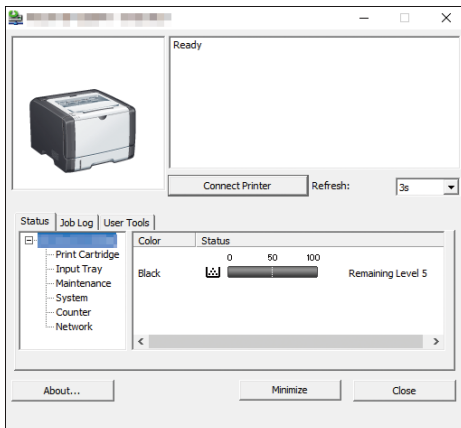 Ready
Connect Printer
Refresh:
3s
Status
Job Log
User Tools
Print Cartridge
Input Tray
Maintenance
System
Counter
Network
Color
Status
0
50
100
Black
Remaining Level 5
About...
Minimize
Close